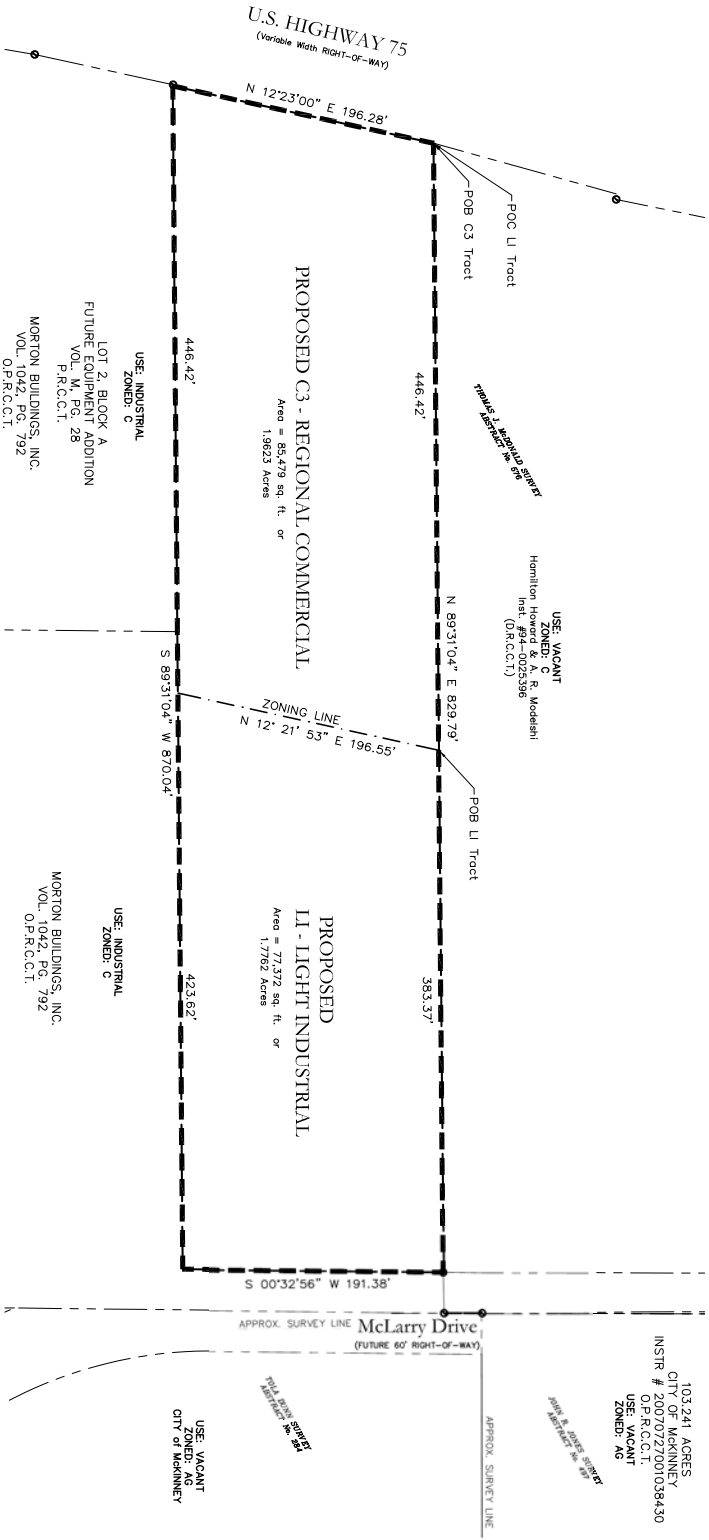 U.S. HIGHWAY 75
(Variable Width RIGHT-OF-WAY)
N 12°23'00" E 196.28'
POC LI Tract
POB C3 Tract
446.42'
THOMAS J. McDONALD SURVEY
ABSTRACT No. 576
N 89°31'04" E 829.79'
USE: VACANT
ZONED: C
Hamilton Howard & A. R. Modelshi
Inst. #94-0025396
(D.R.C.C.T.)
PROPOSED C3 - REGIONAL COMMERCIAL
Area = 85,479 sq. ft. or
1.9623 Acres
446.42'
USE: INDUSTRIAL
ZONED: C
LOT 2, BLOCK A
FUTURE EQUIPMENT ADDITION
VOL. M, PG. 28
P.R.C.C.T.
MORTON BUILDINGS, INC.
VOL. 1042, PG. 792
O.P.R.C.C.T.
ZONING LINE
N 12° 21' 53" E 196.55'
S 89°31'04" W 870.04'
POB LI Tract
383.37'
PROPOSED
LI - LIGHT INDUSTRIAL
Area = 77,372 sq. ft. or
1.7762 Acres
423.62'
USE: INDUSTRIAL
ZONED: C
MORTON BUILDINGS, INC.
VOL. 1042, PG. 792
O.P.R.C.C.T.
S 00°32'56" W 191.38'
APPROX. SURVEY LINE
McLarry Drive
(FUTURE 60' RIGHT-OF-WAY)
103.241 ACRES
CITY OF McKINNEY
INSTR # 20070727001038430
O.P.R.C.C.T.
USE: VACANT
ZONED: AG
JOHN R. JONES SURVEY
ABSTRACT No. 497
APPROX. SURVEY LINE
TOLA DUNN SURVEY
ABSTRACT No. 284
USE: VACANT
ZONED: AG
CITY of McKINNEY